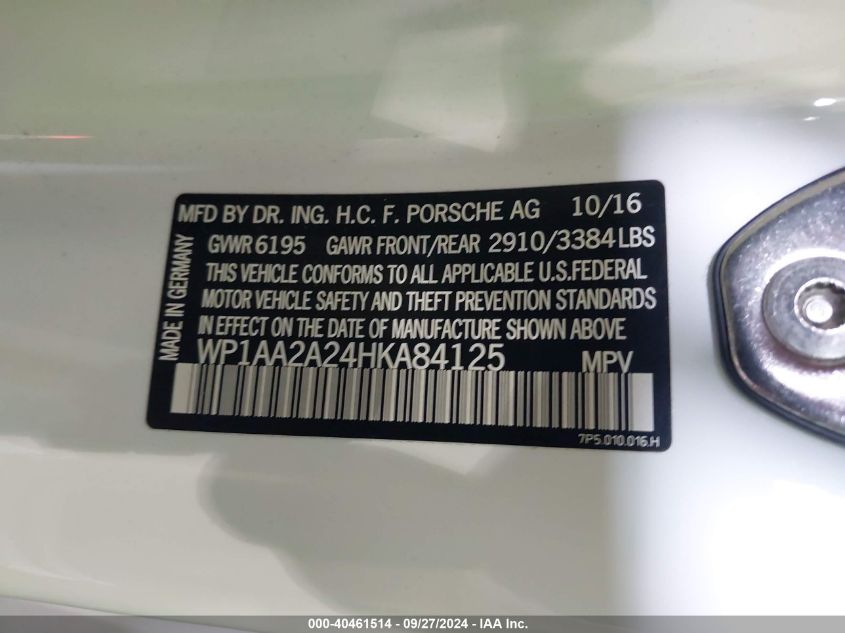 MFD BY DR. ING. H.C. F. PORSCHE AG 10/16
GVWR 6195 GAWR FRONT/REAR 2910/3384 LBS
THIS VEHICLE CONFORMS TO ALL APPLICABLE U.S.FEDERAL
MOTOR VEHICLE SAFETY AND THEFT PREVENTION STANDARDS
IN EFFECT ON THE DATE OF MANUFACTURE SHOWN ABOVE
WP1AA2A24HKA84125 MPV
MADE IN GERMANY
7P5.010.016.H
000-40461514 - 09/27/2024 - IAA Inc.